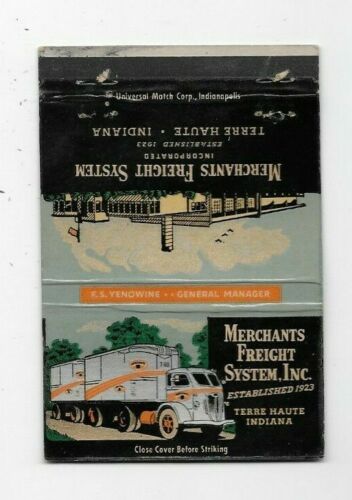 Universal Match Corp., Indianapolis
MERCHANTS FREIGHT SYSTEM
INCORPORATED
ESTABLISHED 1923
TERRE HAUTE • INDIANA
F. S. YENOWINE • • GENERAL MANAGER
MERCHANTS
FREIGHT
SYSTEM, INC.
ESTABLISHED 1923
TERRE HAUTE
INDIANA
Close Cover Before Striking